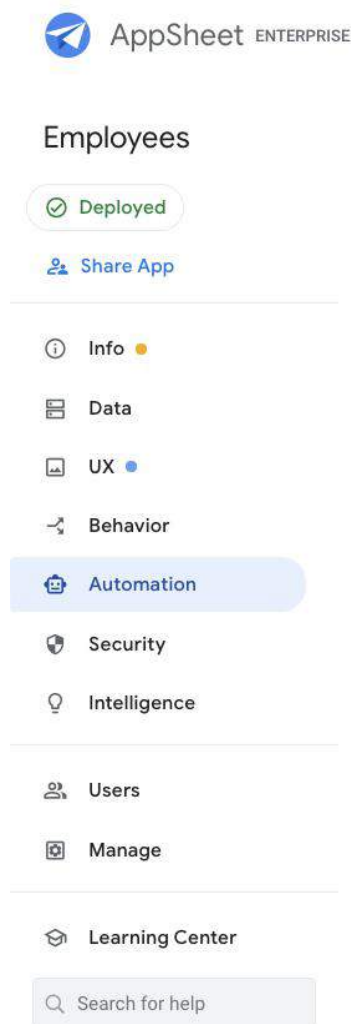 AppSheet ENTERPRISE
Employees
Deployed
Share App
Info
Data
UX
Behavior
Automation
Security
Intelligence
Users
Manage
Learning Center
Search for help